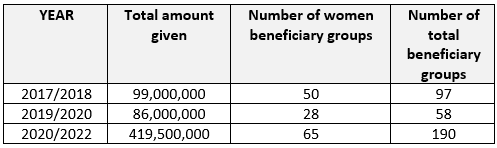 YEAR Total amount given Number of women beneficiary groups Number of total beneficiary groups
2017/2018 99,000,000 50 97
2019/2020 86,000,000 28 58
2020/2022 419,500,000 65 190